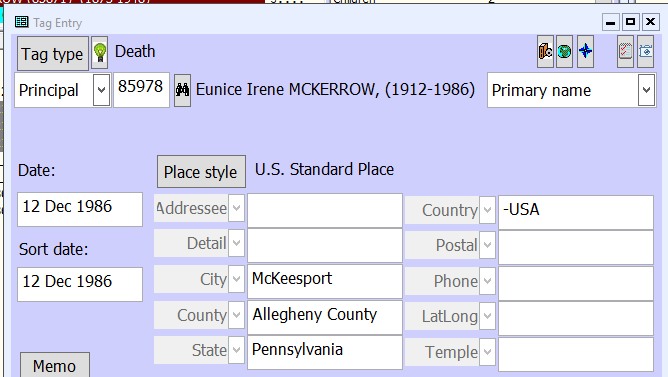 Tag Entry
Tag type Death
Principal 85978 Eunice Irene MCKERROW, (1912-1986) Primary name
Date: Place style U.S. Standard Place
12 Dec 1986 Addressee Country -USA
Sort date: Detail Postal
12 Dec 1986 City McKeesport Phone
County Allegheny County LatLong
State Pennsylvania Temple
Memo